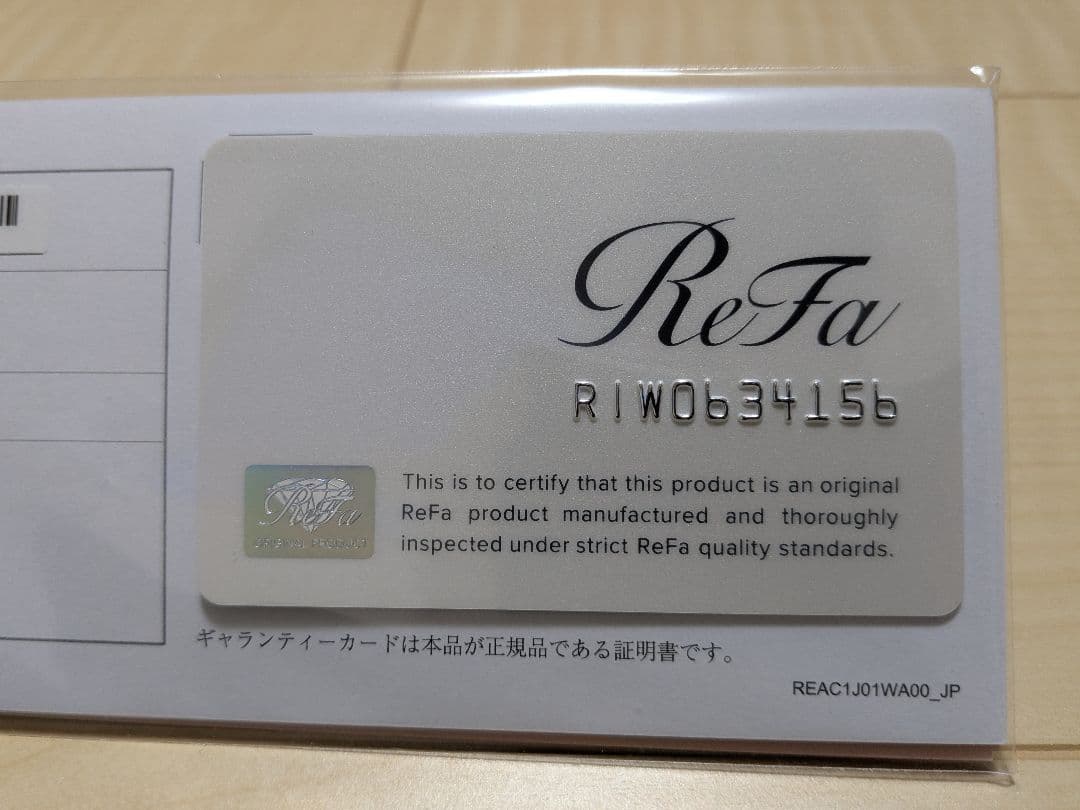 ReFa
RIW0634156
ReFa
ORIGINAL PRODUCT
This is to certify that this product is an original
ReFa product manufactured and thoroughly
inspected under strict ReFa quality standards.
ギャランティーカードは本品が正規品である証明書です。
REAC1J01WA00_JP